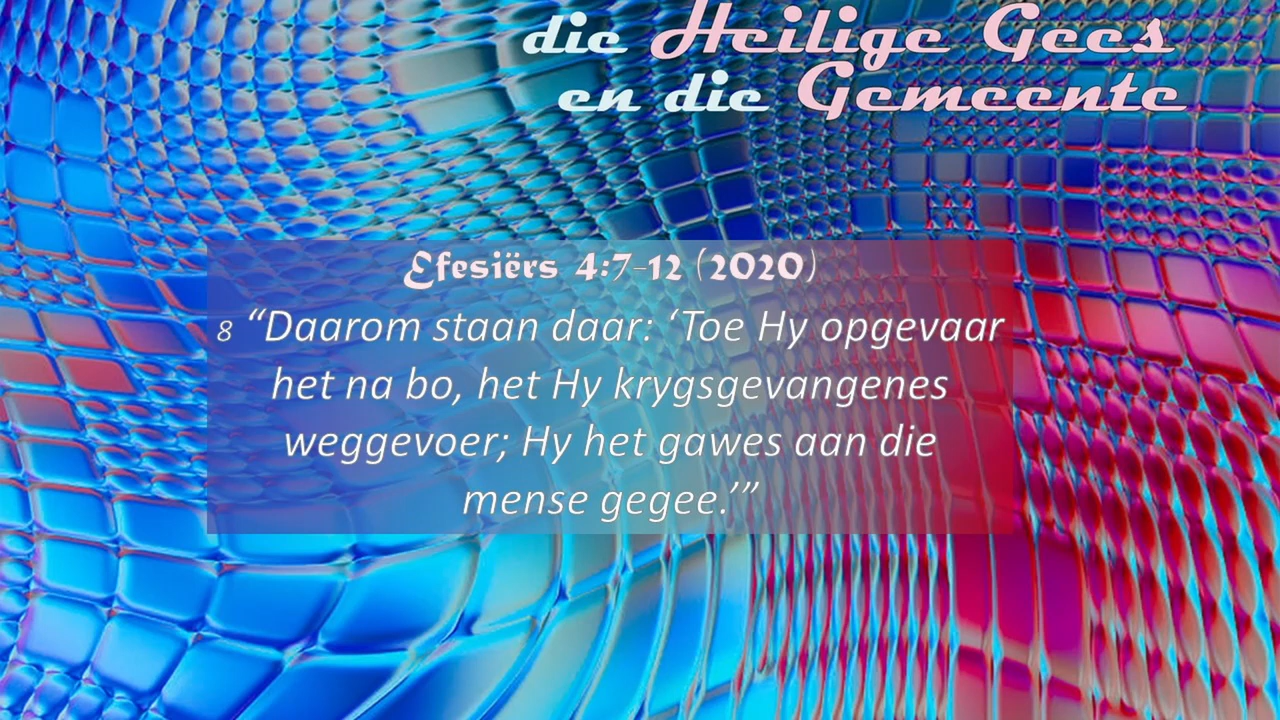 die Heilige Gees
en die Gemeente
Efesiërs 4:7-12 (2020)
8 “Daarom staan daar: ‘Toe Hy opgevaar
het na bo, het Hy krygsgevangenes
weggevoer; Hy het gawes aan die
mense gegee.’”